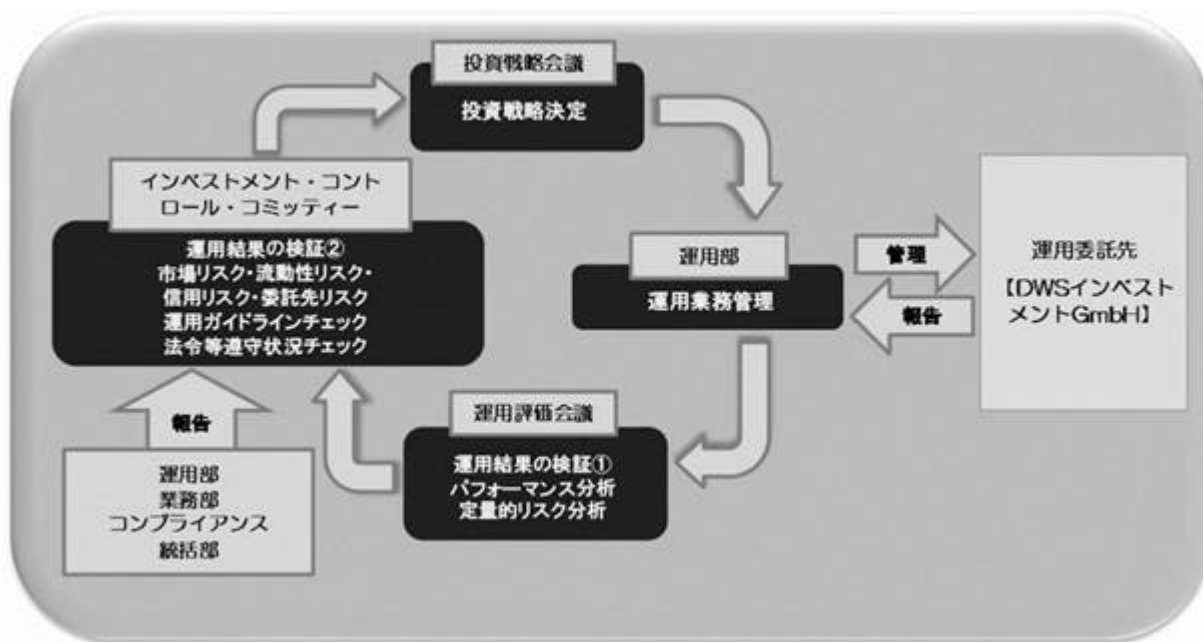 投資戦略会議
投資戦略決定
インベストメント・コント
ロール・コミッティー
運用結果の検証②
市場リスク・流動性リスク・
信用リスク・委託先リスク
運用ガイドラインチェック
法令等遵守状況チェック
運用部
運用業務管理
管理
報告
運用委託先
【DWSインベスト
メントGmbH】
運用評価会議
運用結果の検証①
パフォーマンス分析
定量的リスク分析
報告
運用部
業務部
コンプライアンス
統括部